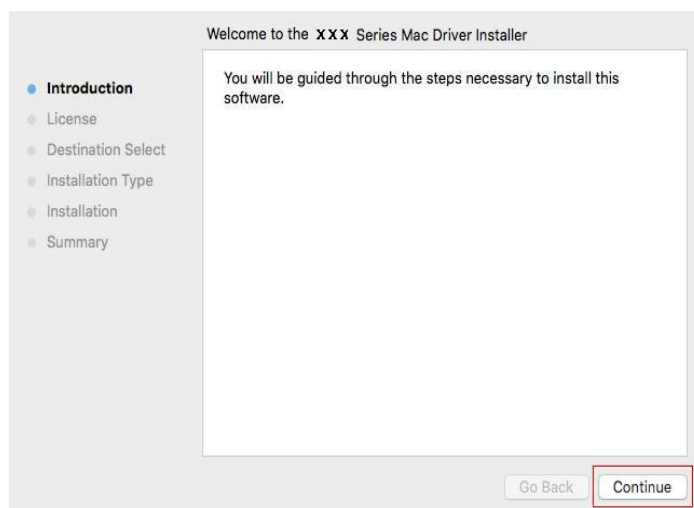 Welcome to the XXX Series Mac Driver Installer
Introduction
License
Destination Select
Installation Type
Installation
Summary
You will be guided through the steps necessary to install this
software.
Go Back
Continue